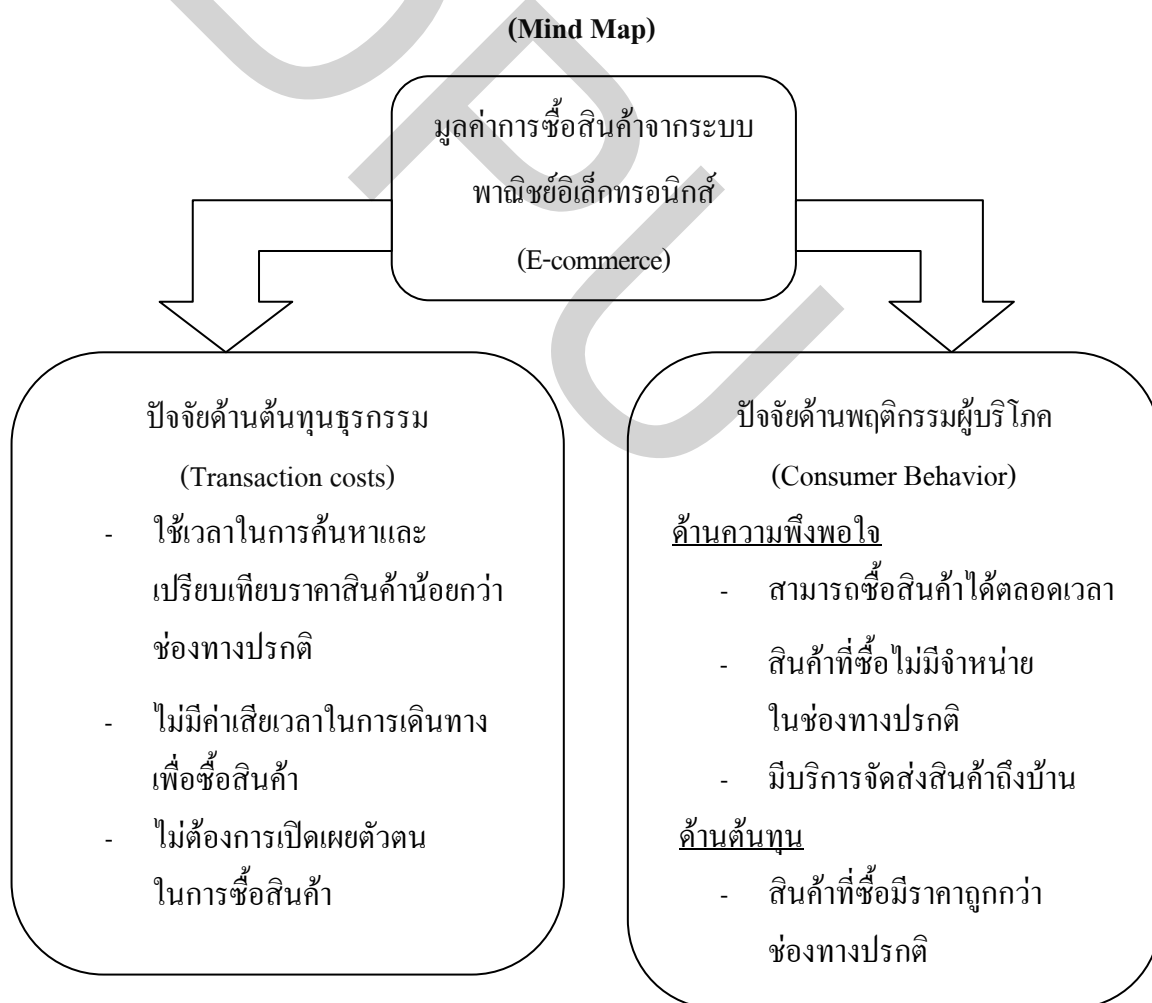 (Mind Map)
มูลค่าการซื้อสินค้าจากระบบ
พาณิชย์อิเล็กทรอนิกส์
(E-commerce)
ปัจจัยด้านต้นทุนธุรกรรม
(Transaction costs)
- ใช้เวลาในการค้นหาและ
เปรียบเทียบราคาสินค้าน้อยกว่า
ช่องทางปรกติ
- ไม่มีค่าเสียเวลาในการเดินทาง
เพื่อซื้อสินค้า
- ไม่ต้องการเปิดเผยตัวตน
ในการซื้อสินค้า
ปัจจัยด้านพฤติกรรมผู้บริโภค
(Consumer Behavior)
ด้านความพึงพอใจ
- สามารถซื้อสินค้าได้ตลอดเวลา
- สินค้าที่ซื้อไม่มีจำหน่าย
ในช่องทางปรกติ
- มีบริการจัดส่งสินค้าถึงบ้าน
ด้านต้นทุน
- สินค้าที่ซื้อมีราคาถูกกว่า
ช่องทางปรกติ
DPU